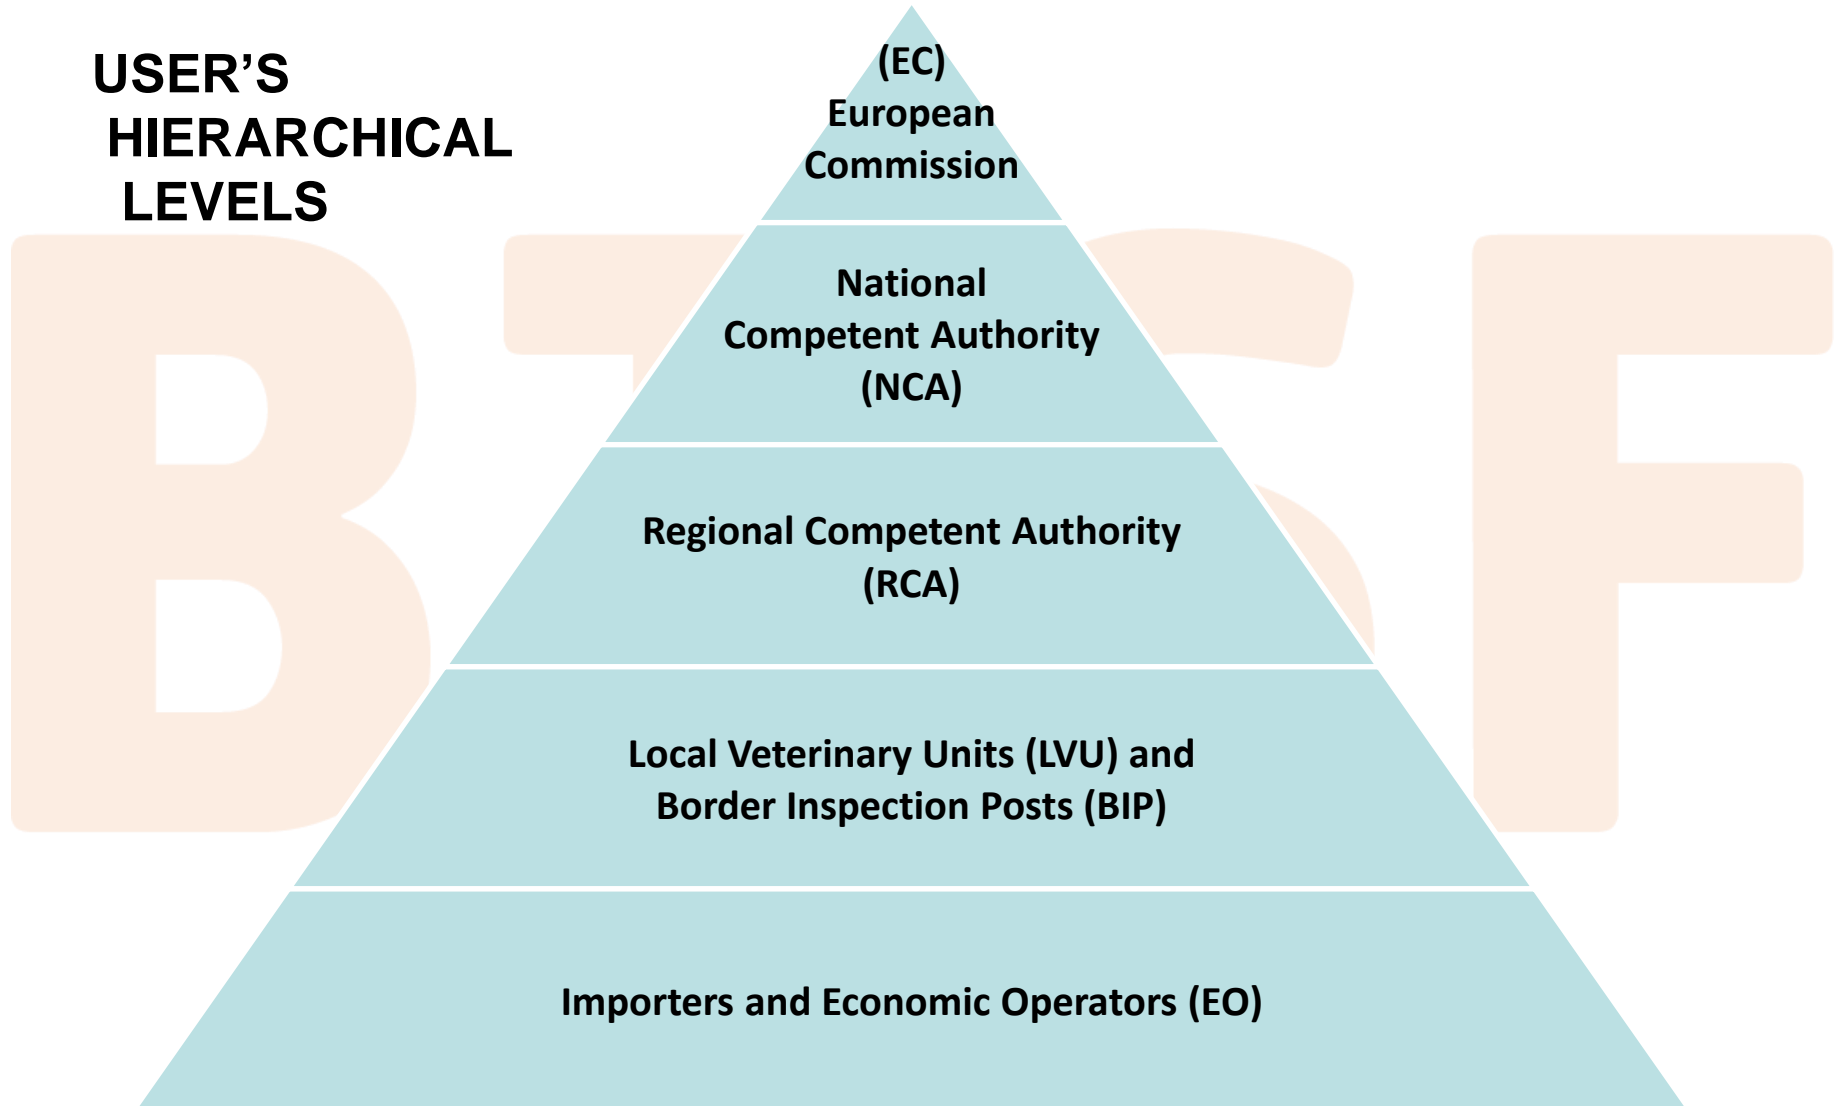 USER’S
HIERARCHICAL
LEVELS
(EC)
European
Commission
National
Competent Authority
(NCA)
Regional Competent Authority
(RCA)
Local Veterinary Units (LVU) and
Border Inspection Posts (BIP)
Importers and Economic Operators (EO)
BTSF